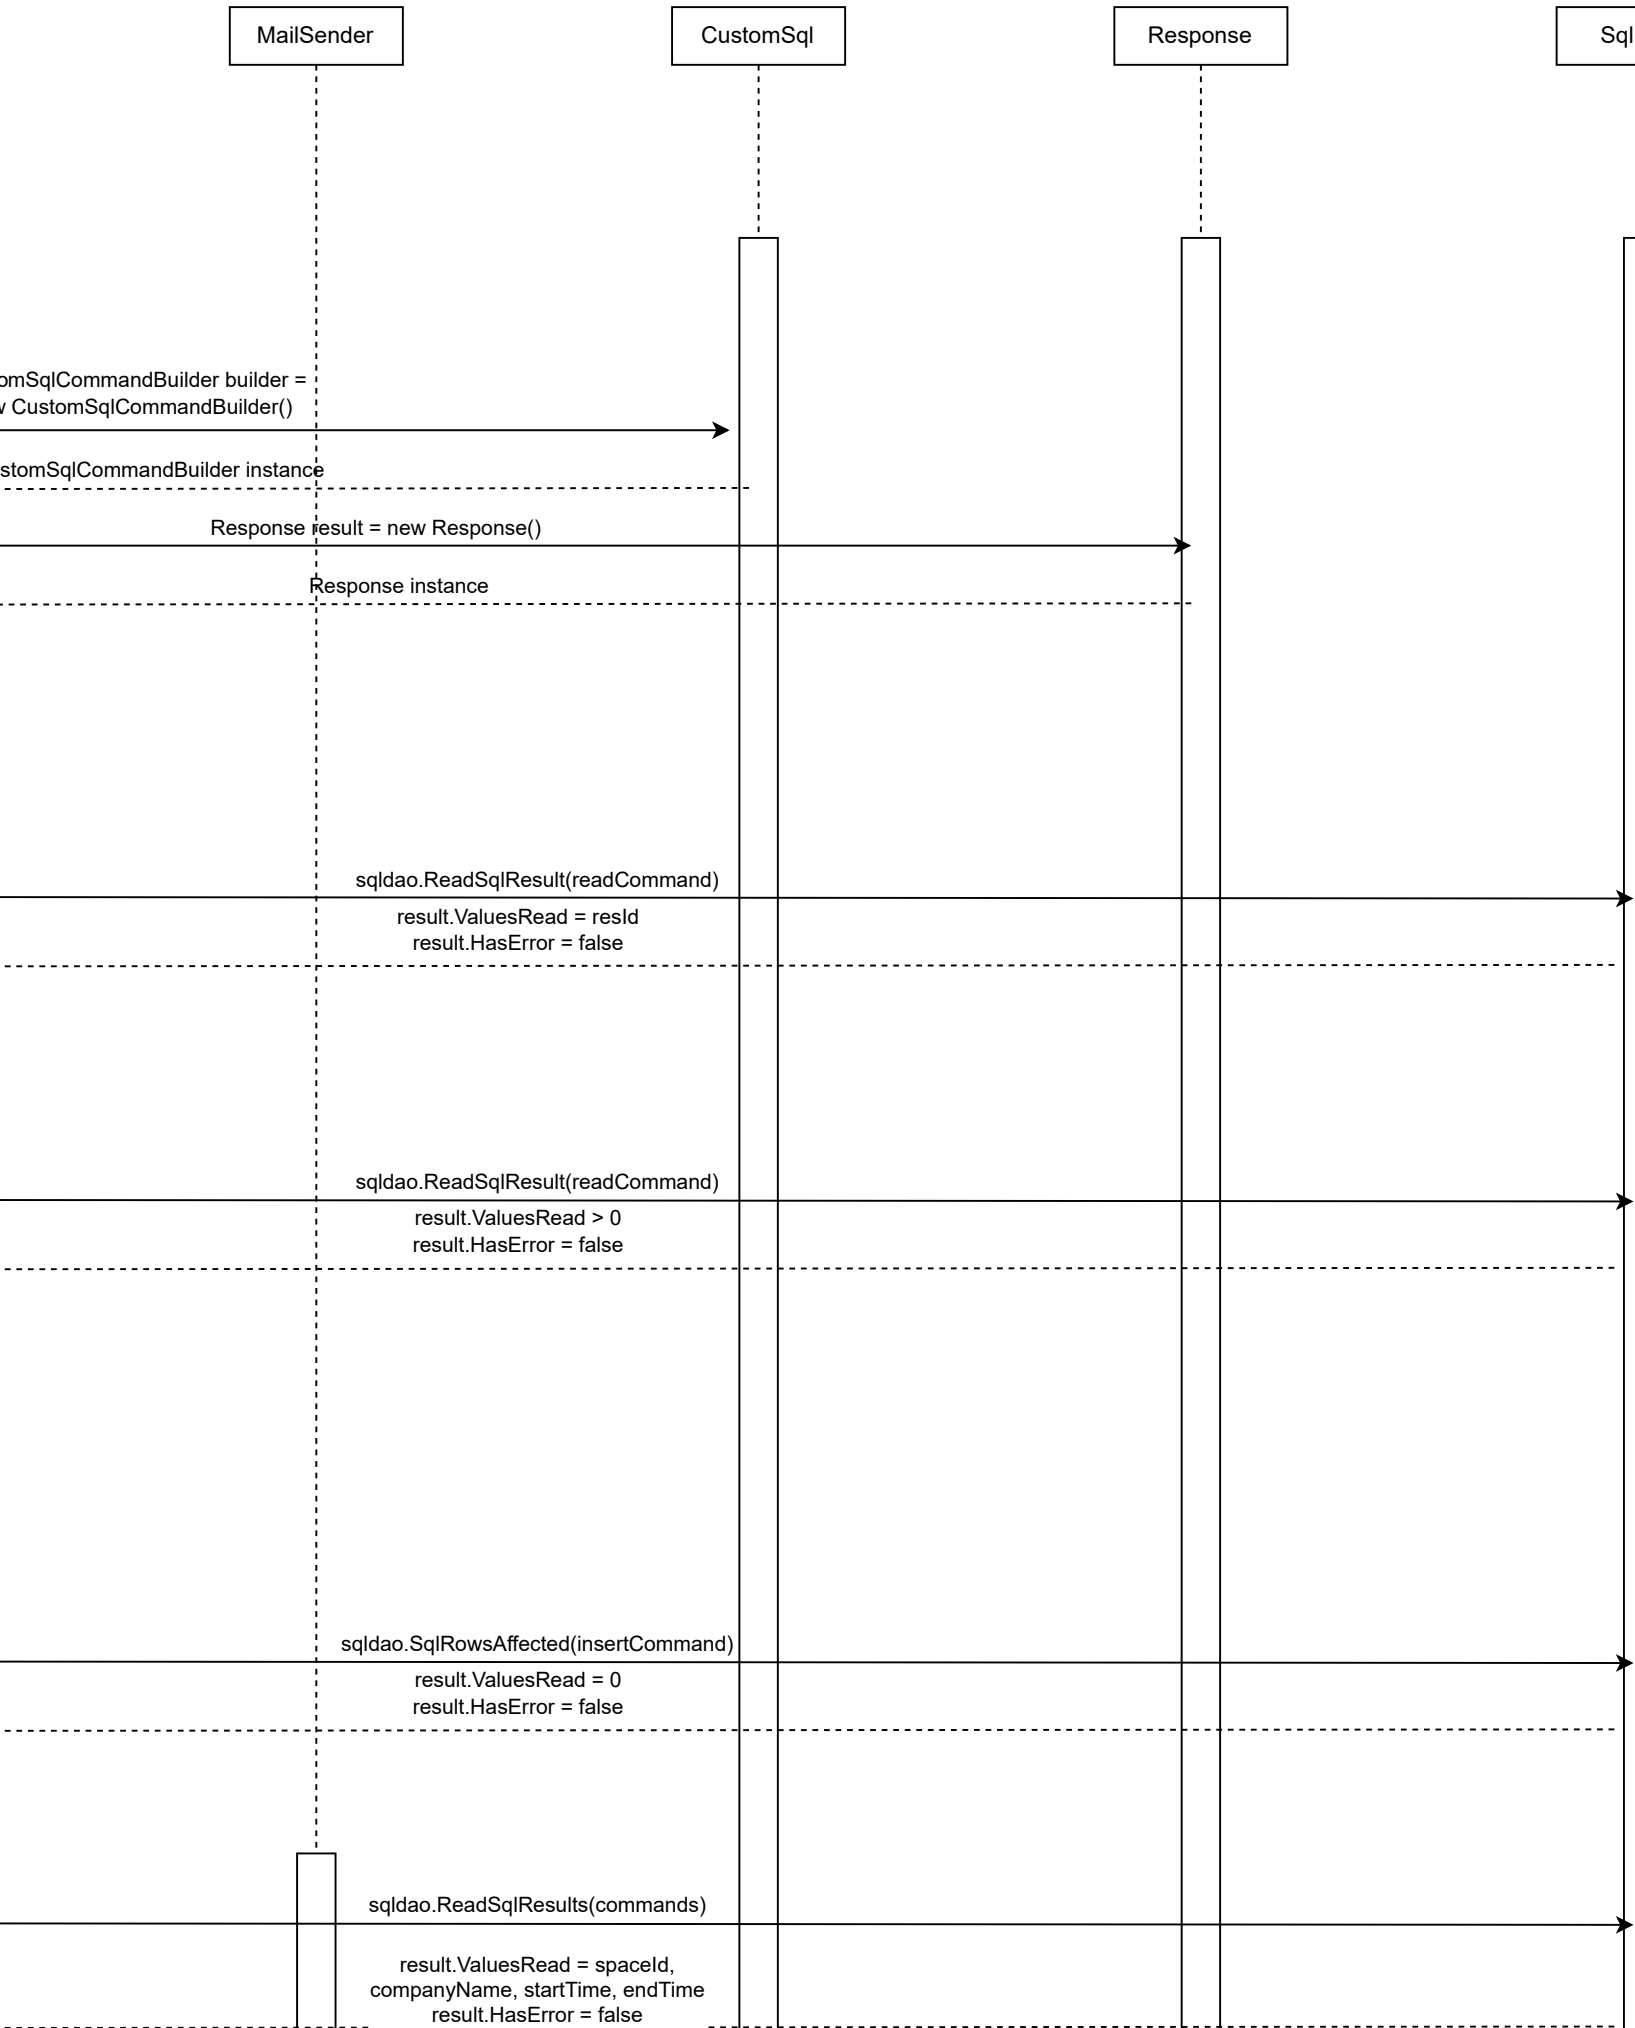 MailSender
CustomSql
Response
Sql
omSqlCommandBuilder builder =
CustomSqlCommandBuilder()
stomSqlCommandBuilder instance
Response result = new Response()
Response instance
sqldao.ReadSqlResult(readCommand)
result.ValuesRead = resId
result.HasError = false
sqldao.ReadSqlResult(readCommand)
result.ValuesRead > 0
result.HasError = false
sqldao.SqlRowsAffected(insertCommand)
result.ValuesRead = 0
result.HasError = false
sqldao.ReadSqlResults(commands)
result.ValuesRead = spaceId,
companyName, startTime, endTime
result.HasError = false